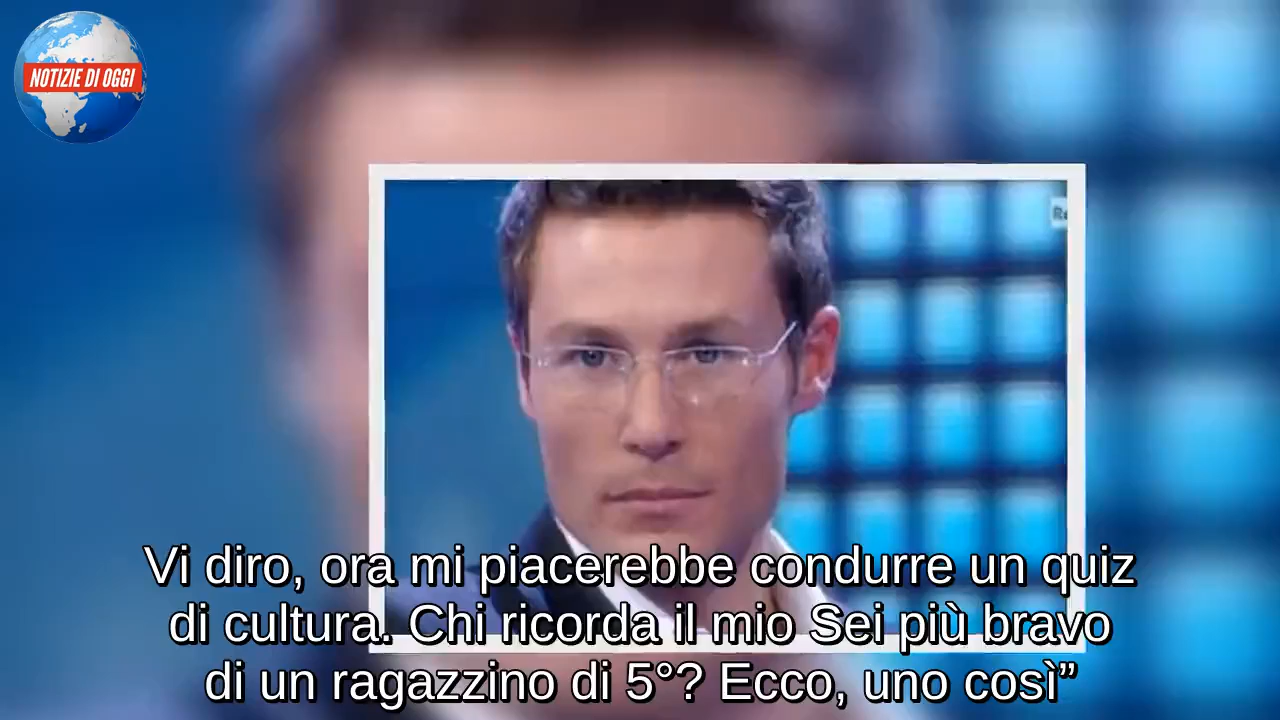 NOTIZIE DI OGGI
Vi diro, ora mi piacerebbe condurre un quiz
di cultura. Chi ricorda il mio Sei più bravo
di un ragazzino di 5°? Ecco, uno così”